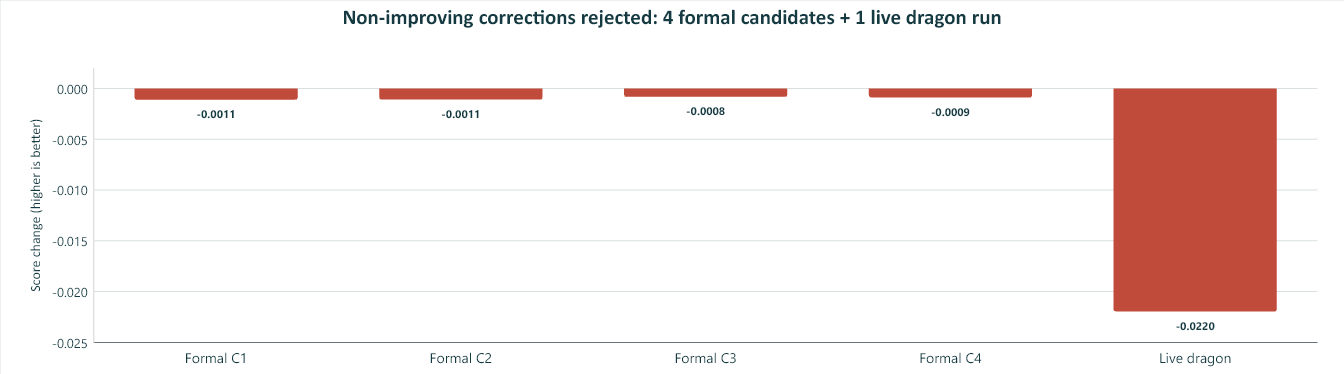 Non-improving corrections rejected: 4 formal candidates + 1 live dragon run
Score change (higher is better)
0.000
-0.005
-0.010
-0.015
-0.020
-0.025
-0.0011
-0.0011
-0.0008
-0.0009
-0.0220
Formal C1
Formal C2
Formal C3
Formal C4
Live dragon